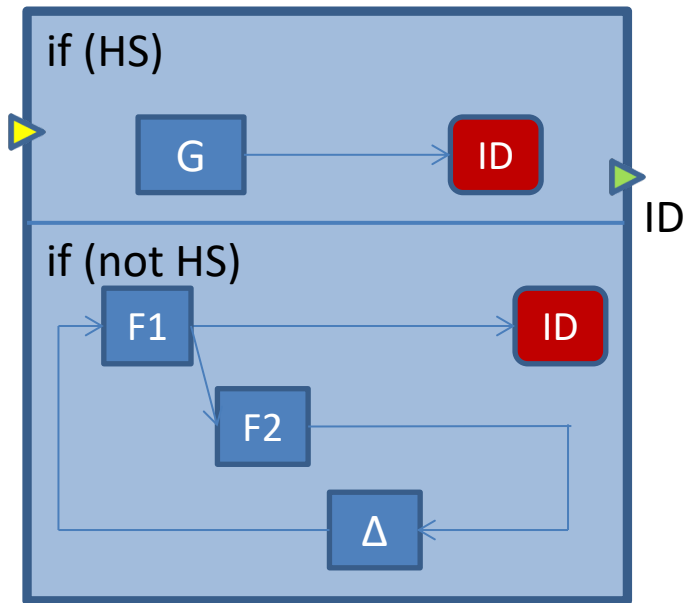 if (HS)
G
ID
ID
if (not HS)
F1
ID
F2
Δ